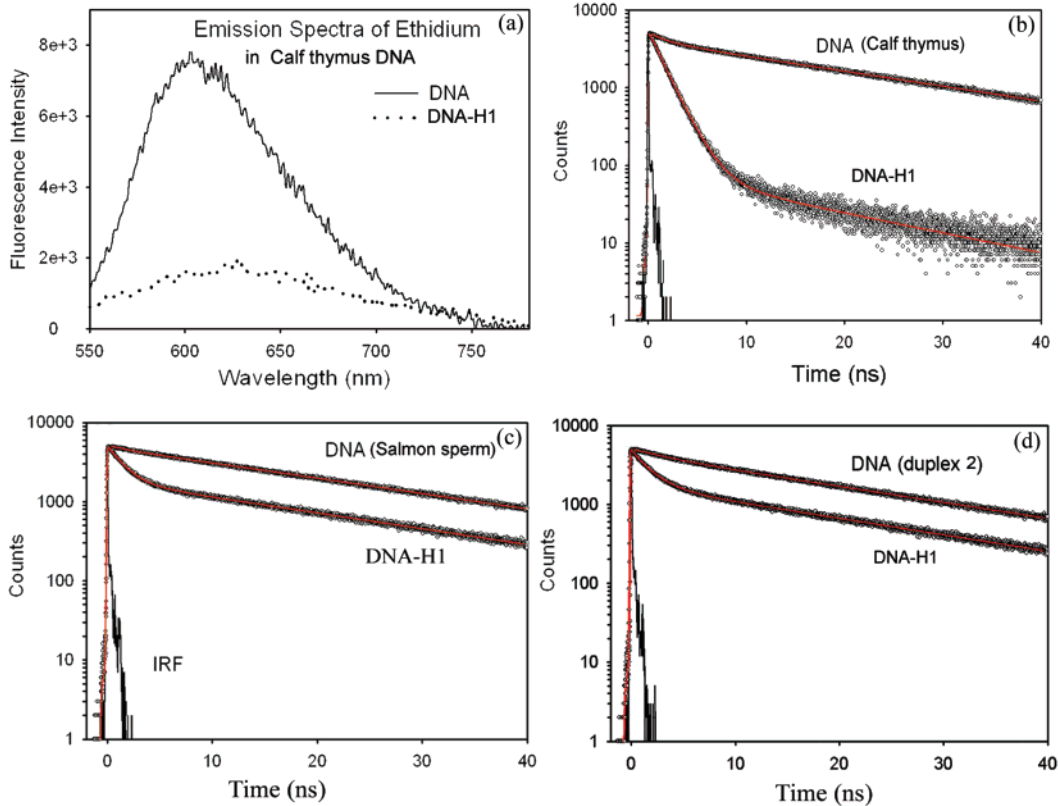 (a)
Emission Spectra of Ethidium
in Calf thymus DNA
DNA
DNA-H1
8e+3
6e+3
4e+3
2e+3
0
Fluorescence Intensity
550 600 650 700 750
Wavelength (nm)
(b)
DNA (Calf thymus)
DNA-H1
10000
1000
100
10
1
Counts
0 10 20 30 40
Time (ns)
(c)
DNA (Salmon sperm)
DNA-H1
IRF
10000
1000
100
10
1
Counts
0 10 20 30 40
Time (ns)
(d)
DNA (duplex 2)
DNA-H1
10000
1000
100
10
1
Counts
0 10 20 30 40
Time (ns)